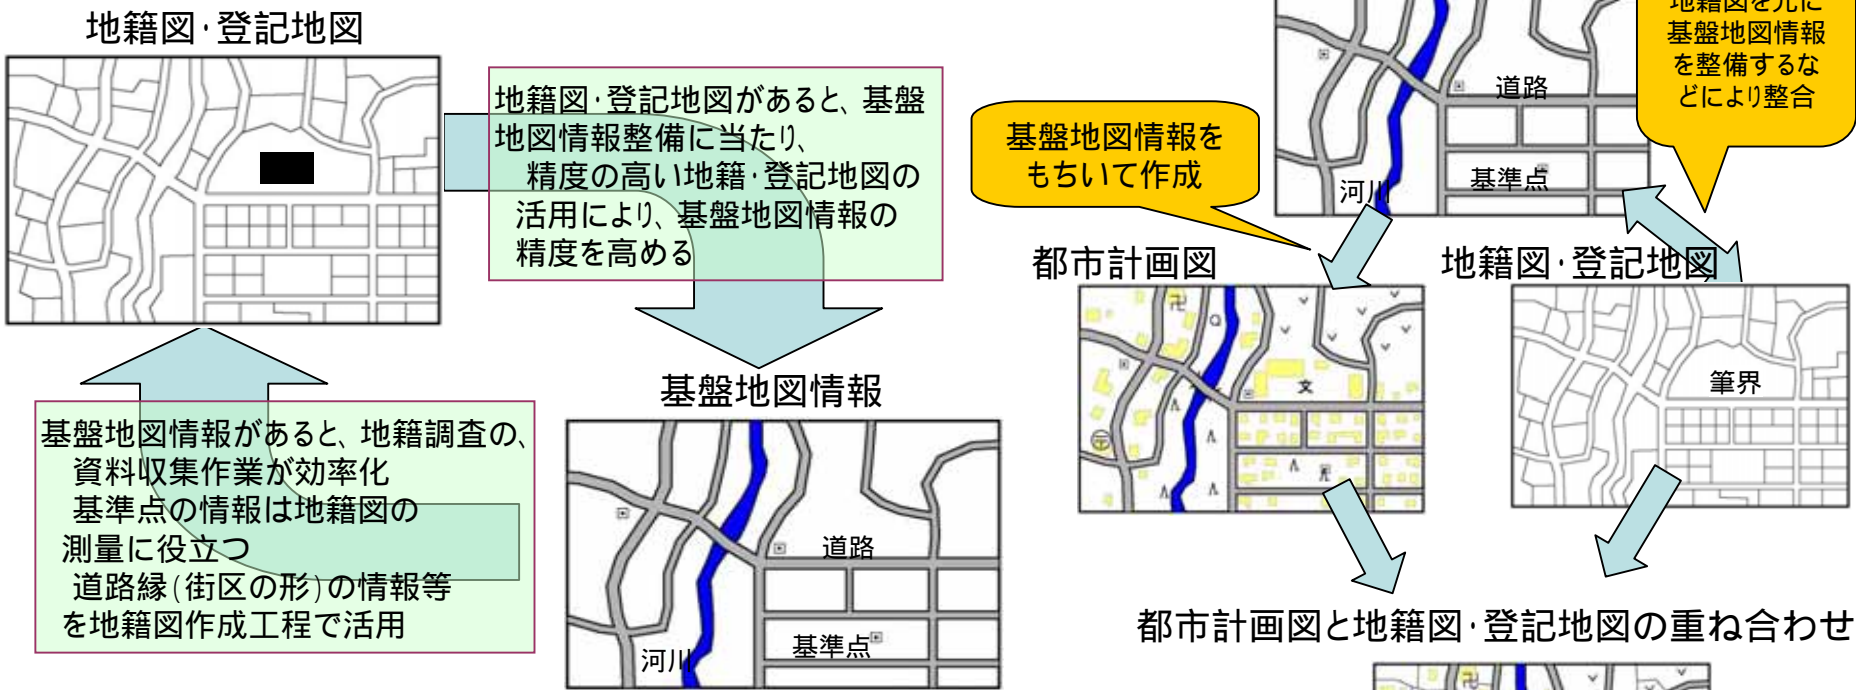 地籍図・登記地図
地籍図・登記地図があると、基盤
地図情報整備に当たり、
精度の高い地籍・登記地図の
活用により、基盤地図情報の
精度を高める
基盤地図情報があると、地籍調査の、
資料収集作業が効率化
基準点の情報は地籍図の
測量に役立つ
道路縁(街区の形)の情報等
を地籍図作成工程で活用
基盤地図情報
道路
基準点
河川
地籍図を元に
基盤地図情報
を整備するな
どにより整合
道路
基準点
河川
基盤地図情報を
もちいて作成
都市計画図
卍
文
地籍図・登記地図
筆界
都市計画図と地籍図・登記地図の重ね合わせ
卍